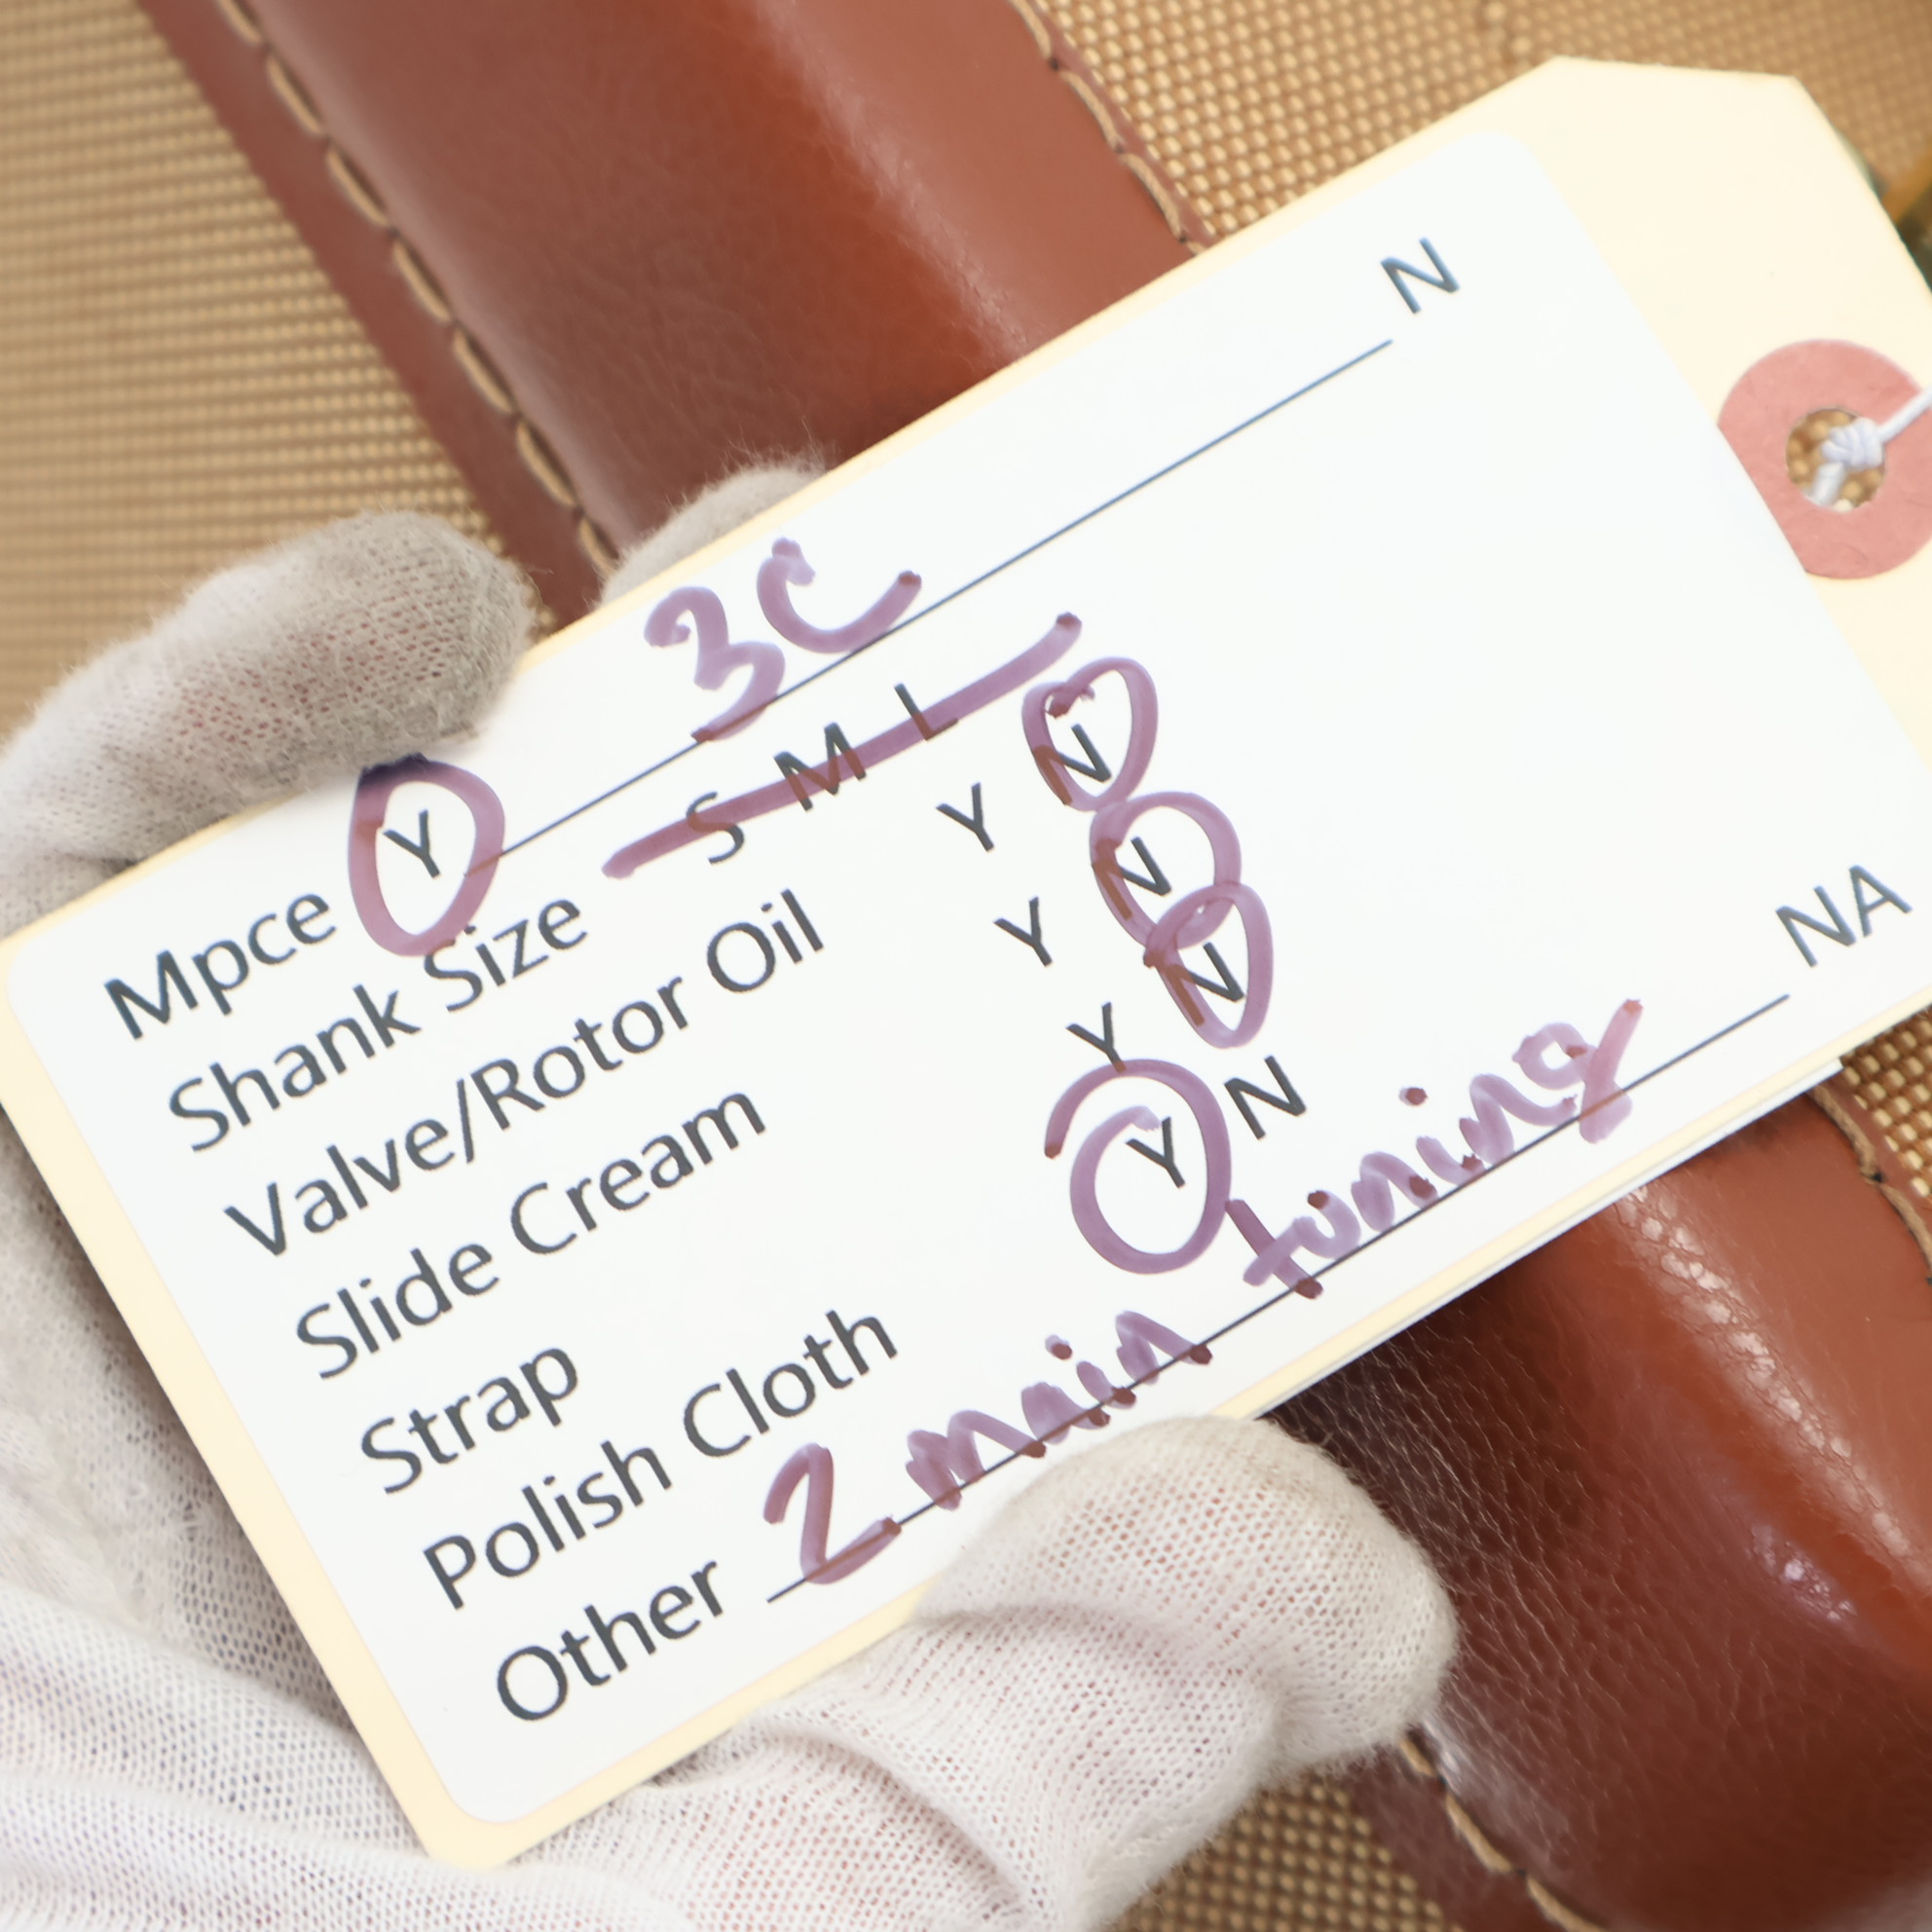 Mpce Y 3C N
Shank Size S M L
Valve/Rotor Oil Y N
Slide Cream Y N
Strap Y N
Polish Cloth Y N
Other 2 main tuning NA